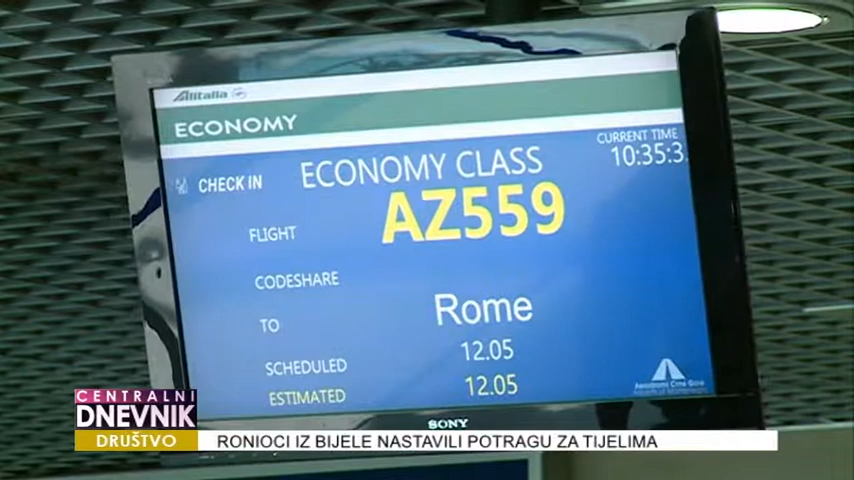 Alitalia
ECONOMY
CHECK IN
ECONOMY CLASS
CURRENT TIME
10:35:3
FLIGHT
AZ559
CODESHARE
TO
Rome
SCHEDULED
12.05
ESTIMATED
12.05
Aerodromi Crne Gore
SONY
CENTRALNI
DNEVNIK
DRUŠTVO
RONIOCI IZ BIJELE NASTAVILI POTRAGU ZA TIJELIMA